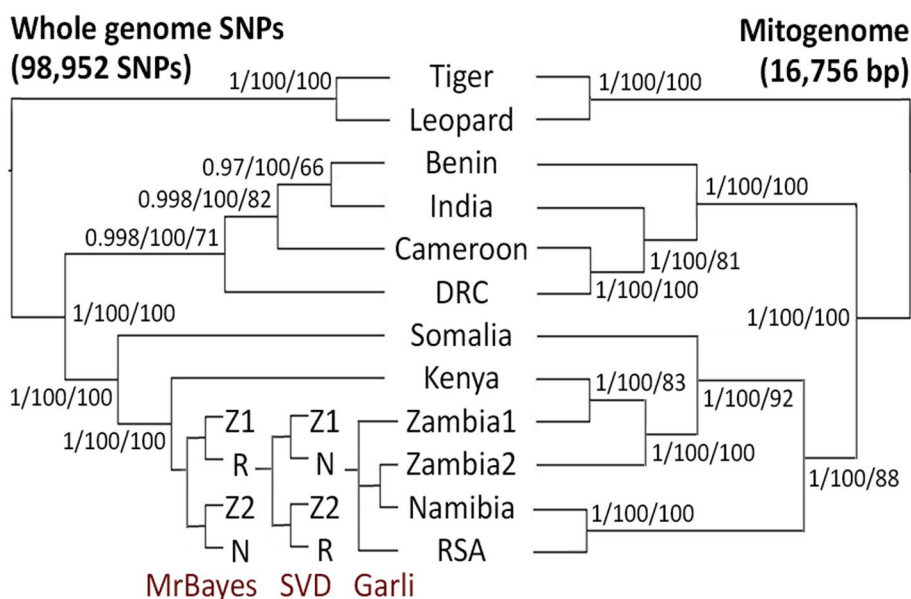 Whole genome SNPs
(98,952 SNPs)
Mitogenome
(16,756 bp)
1/100/100
Tiger
1/100/100
Leopard
0.97/100/66
Benin
1/100/100
0.998/100/82
India
0.998/100/71
Cameroon
1/100/81
DRC
1/100/100
1/100/100
Somalia
1/100/100
1/100/100
Kenya
1/100/83
1/100/92
1/100/100
Z1
Z1
Zambia1
1/100/100
R
N
Zambia2
1/100/88
Z2
Z2
Namibia
1/100/100
N
R
RSA
MrBayes
SVD
Garli